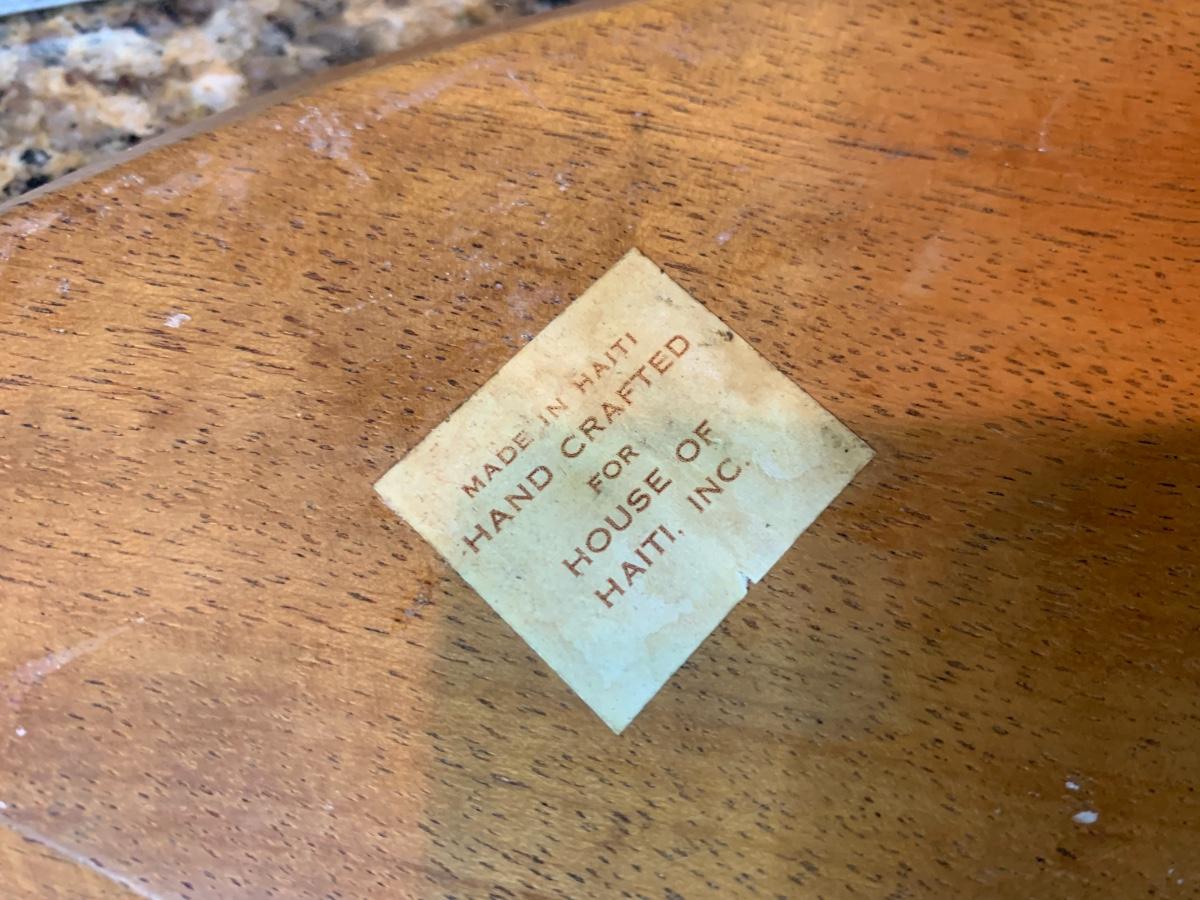 MADE IN HAITI
HAND CRAFTED
FOR
HOUSE OF
HAITI, INC.